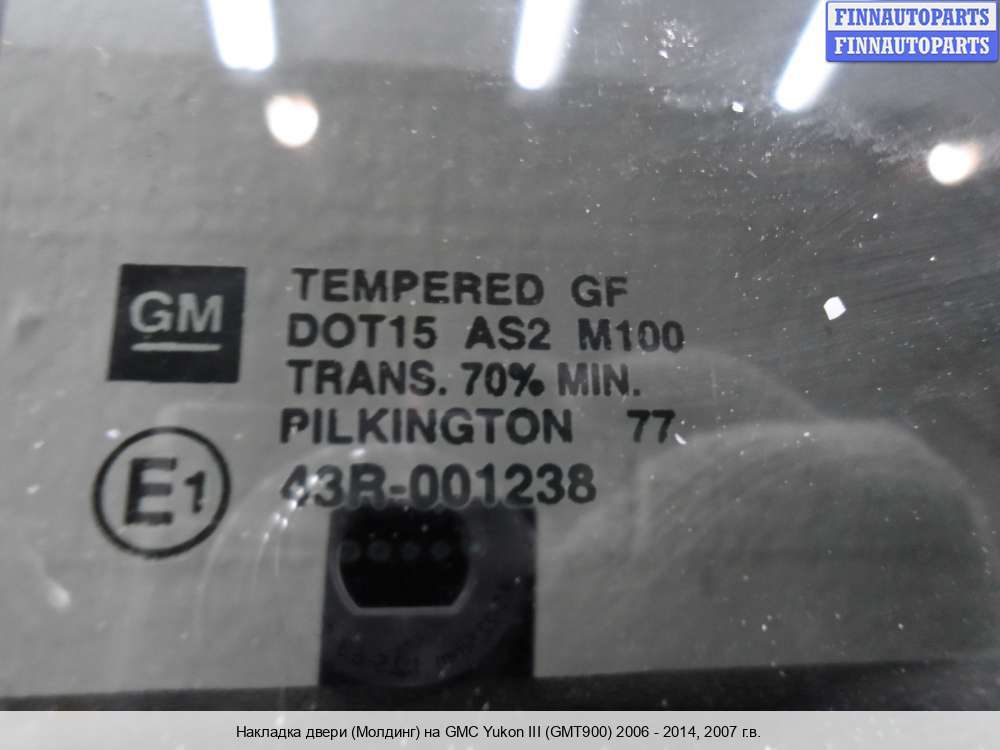 FINNAUTOPARTS
FINNAUTOPARTS
GM
TEMPERED GF
DOT15 AS2 M100
TRANS. 70% MIN.
PILKINGTON 77
E1
43R-001238
Накладка двери (Молдинг) на GMC Yukon III (GMT900) 2006 - 2014, 2007 г.в.